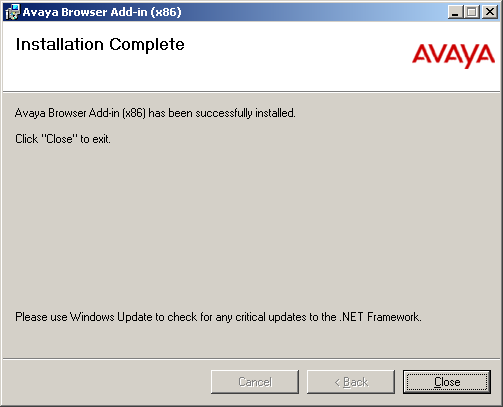 Avaya Browser Add-in (x86)
Installation Complete
AVAYA
Avaya Browser Add-in (x86) has been successfully installed.
Click "Close" to exit.
Please use Windows Update to check for any critical updates to the .NET Framework.
Cancel
< Back
Close